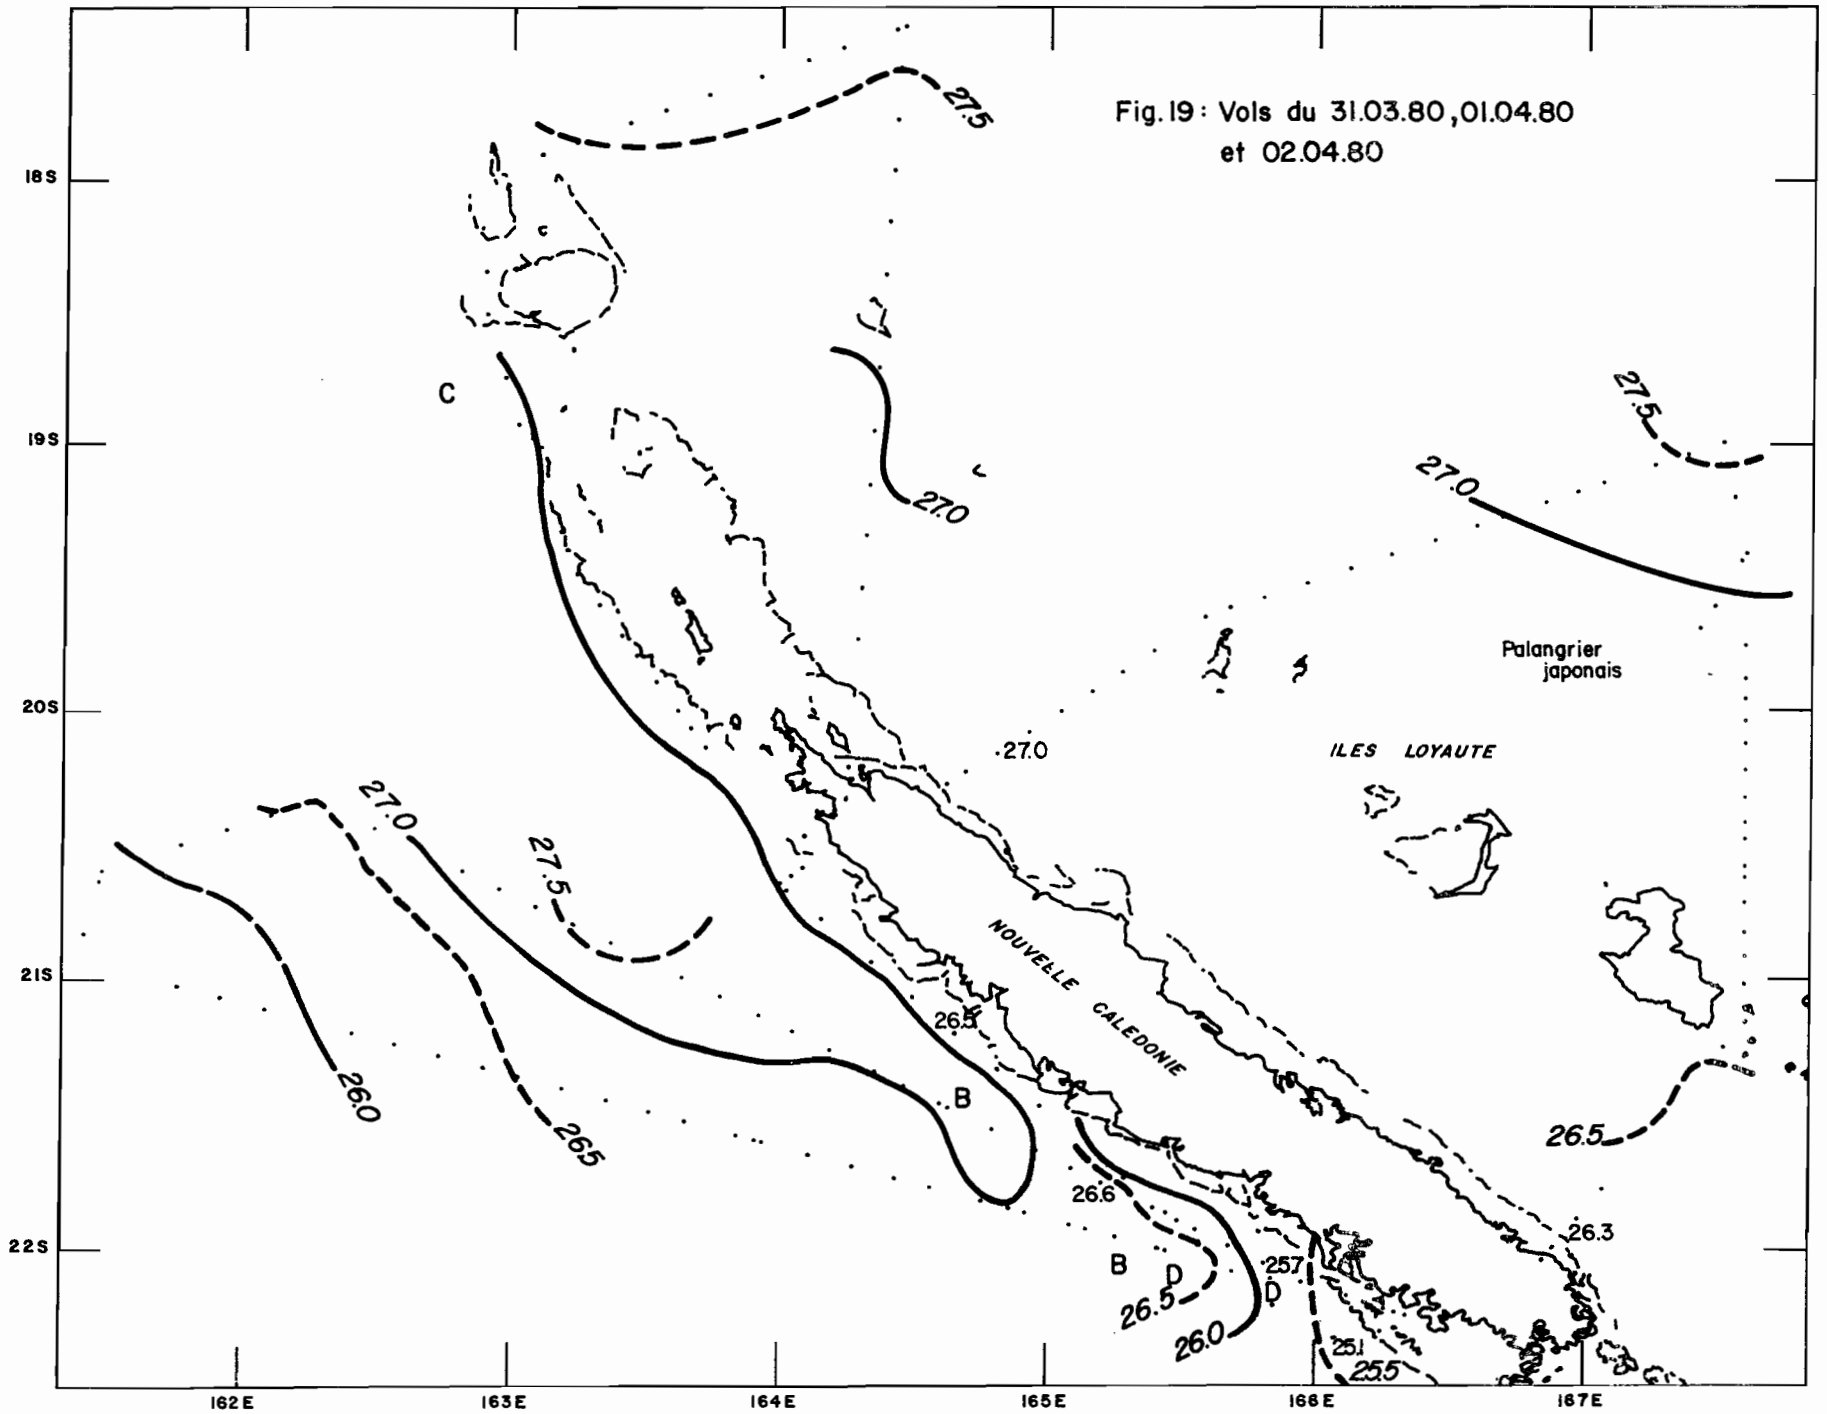 27.5
Fig.19: Vols du 31.03.80,01.04.80
et 02.04.80
18S
C
27.5
19S
27.0
27.0
Palangrier
japonais
20S
27.0
ILES LOYAUTE
27.0
27.5
NOUVELLE
CALEDONIE
21S
26.5
26.0
B
26.5
26.5
26.6
26.3
22S
B
D
25.7
D
26.5
26.0
25.1
25.5
162E
163E
164E
165E
166E
167E